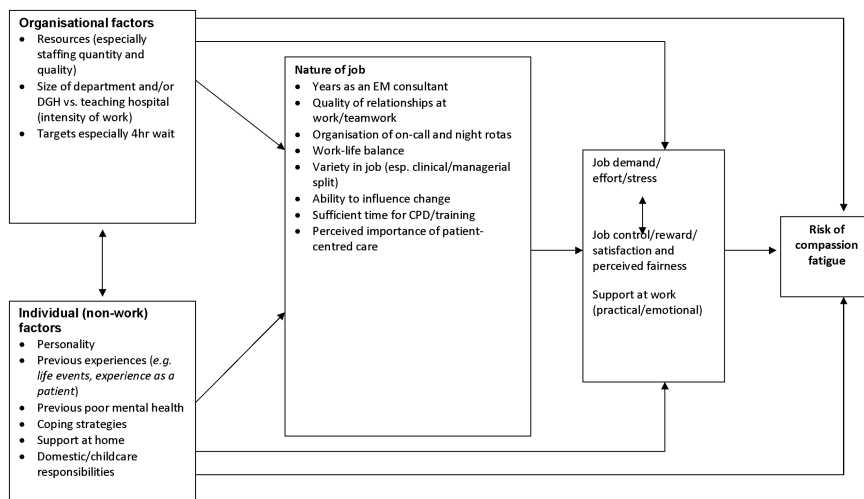 Organisational factors
• Resources (especially
staffing quantity and
quality)
• Size of department and/or
DGH vs. teaching hospital
(intensity of work)
• Targets especially 4hr wait
Individual (non-work)
factors
• Personality
• Previous experiences (e.g.
life events, experience as a
patient)
• Previous poor mental health
• Coping strategies
• Support at home
• Domestic/childcare
responsibilities
Nature of job
• Years as an EM consultant
• Quality of relationships at
work/teamwork
• Organisation of on-call and night rotas
• Work-life balance
• Variety in job (esp. clinical/managerial
split)
• Ability to influence change
• Sufficient time for CPD/training
• Perceived importance of patient-
centred care
Job demand/
effort/stress
Job control/reward/
satisfaction and
perceived fairness
Support at work
(practical/emotional)
Risk of
compassion
fatigue